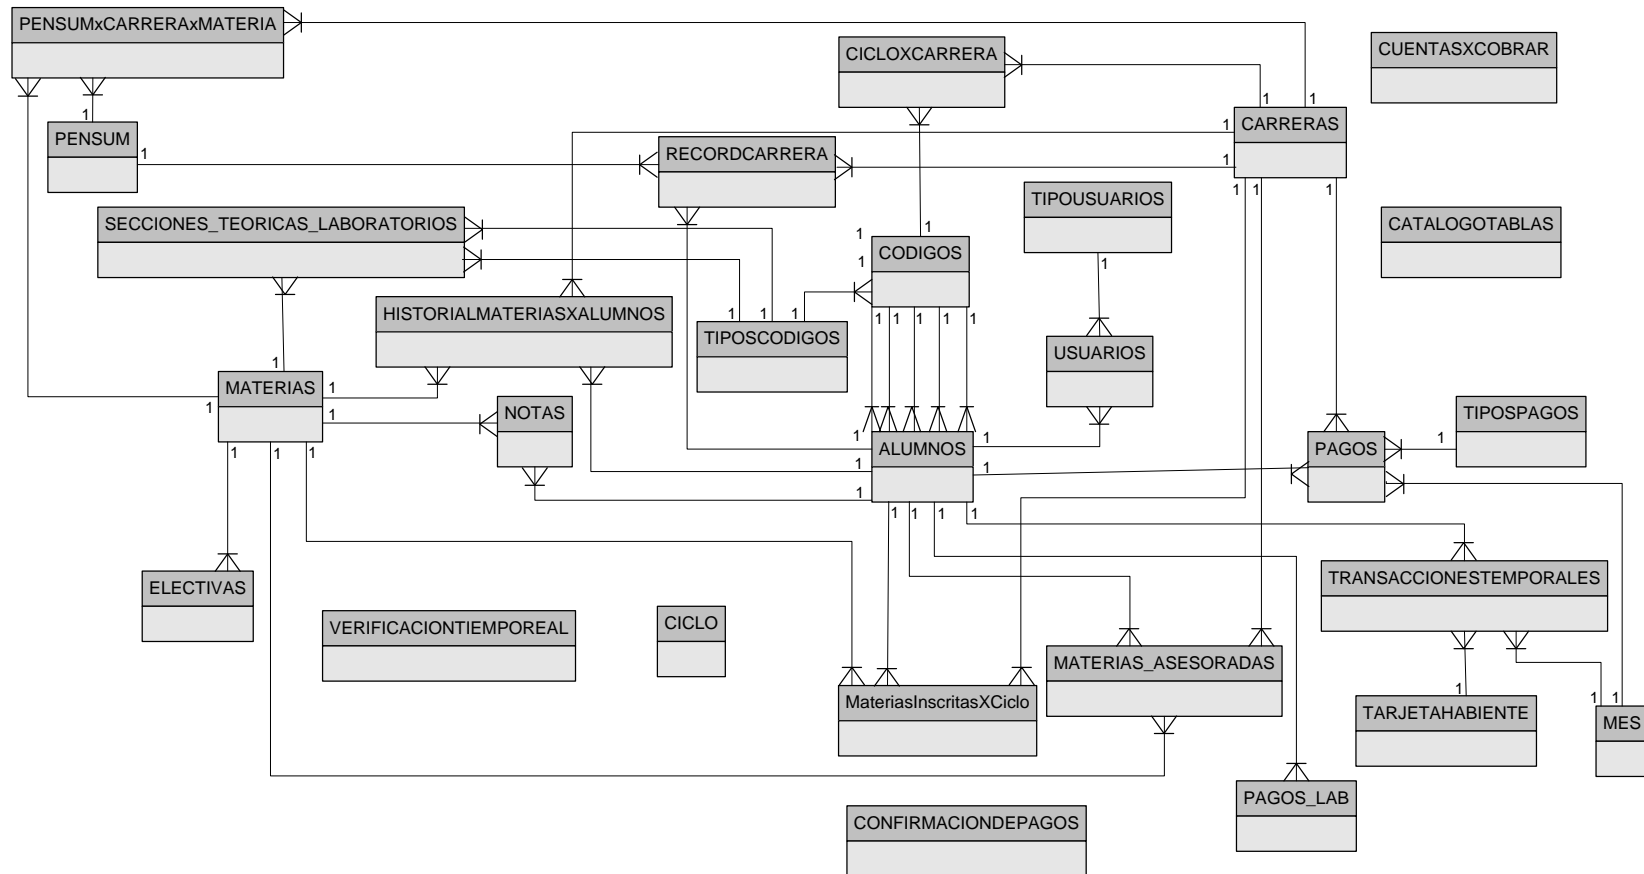 PENSUMxCARRERAxMATERIA
CICLOXCARRERA
CUENTASXCOBRAR
1
1
1
PENSUM
1
1
CARRERAS
1
RECORDCARRERA
1
1
1
1
TIPOUSUARIOS
SECCIONES_TEORICAS_LABORATORIOS
1
1
CODIGOS
1
CATALOGOTABLAS
HISTORIALMATERIASXALUMNOS
1
1
1
TIPOSCODIGOS
1
1
1
1
1
USUARIOS
1
MATERIAS
1
1
1
NOTAS
TIPOSPAGOS
1
1
1
1
1
ALUMNOS
1
1
PAGOS
1
1
1
1
1
1
1
1
ELECTIVAS
TRANSACCIONESTEMPORALES
VERIFICACIONTIEMPOREAL
CICLO
MATERIAS_ASESORADAS
MateriasInscritasXCiclo
1
1
1
TARJETAHABIENTE
MES
PAGOS_LAB
CONFIRMACIONDEPAGOS